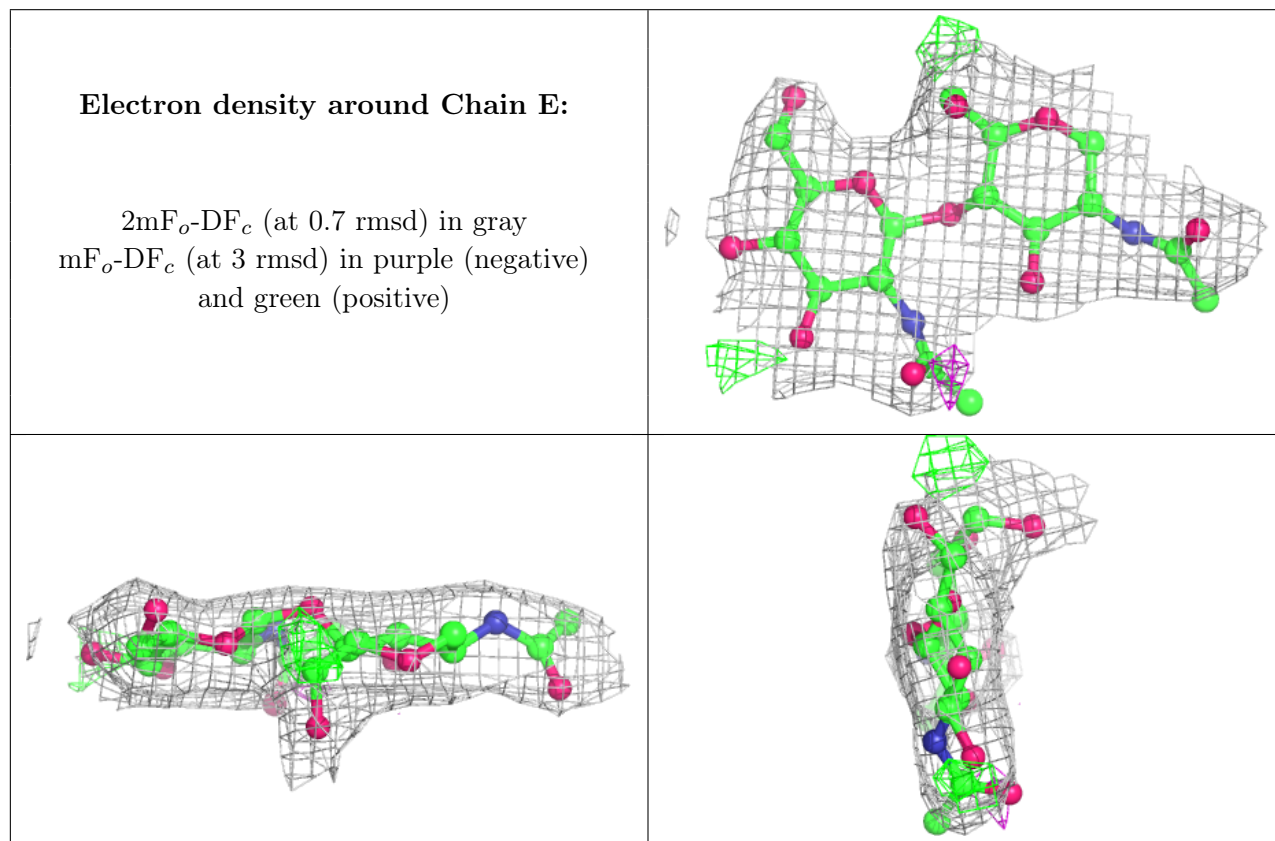 Electron density around Chain E:
2mFo-DFc (at 0.7 rmsd) in gray
mFo-DFc (at 3 rmsd) in purple (negative)
and green (positive)